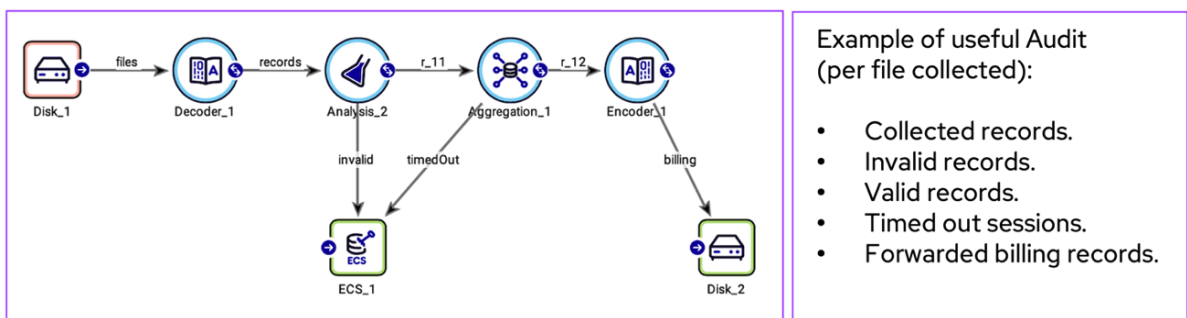 files
records
r_11
r_12
Disk_1
Decoder_1
Analysis_2
Aggregation_1
Encoder_1
invalid
timedOut
billing
ECS
ECS_1
Disk_2
Example of useful Audit
(per file collected):
• Collected records.
• Invalid records.
• Valid records.
• Timed out sessions.
• Forwarded billing records.